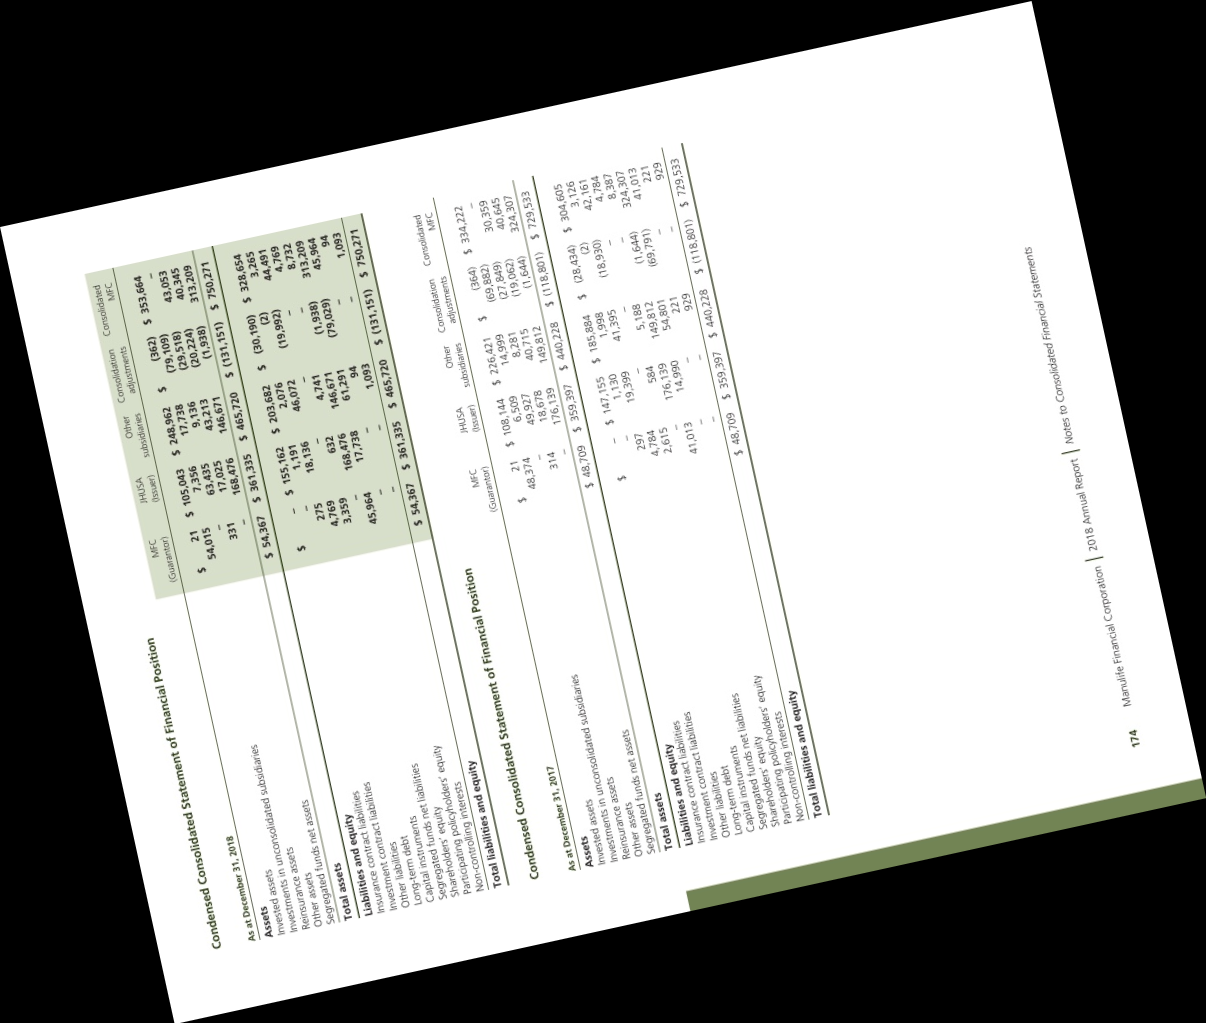 Condensed Consolidated Statement of Financial Position
As at December 31, 2018 MFC (Guarantor) JHUSA (Issuer) Other subsidiaries Consolidation adjustments Consolidated MFC
Assets
Invested assets $ 21 $ 105,043 $ 248,962 $ (362) $ 353,664
Investments in unconsolidated subsidiaries 54,015 7,356 17,738 (79,109) –
Reinsurance assets – 63,435 9,136 (29,518) 43,053
Other assets 331 17,025 43,213 (20,224) 40,345
Segregated funds net assets – 168,476 146,671 (1,938) 313,209
Total assets $ 54,367 $ 361,335 $ 465,720 $ (131,151) $ 750,271
Liabilities and equity
Insurance contract liabilities $ – $ 155,162 $ 203,682 $ (30,190) $ 328,654
Investment contract liabilities – 1,191 2,076 (2) 3,265
Other liabilities 275 18,136 46,072 (19,992) 44,491
Long-term debt 4,769 – – – 4,769
Capital instruments 3,359 632 4,741 – 8,732
Segregated funds net liabilities – 168,476 146,671 (1,938) 313,209
Shareholders' equity 45,964 17,738 61,291 (79,029) 45,964
Participating policyholders' equity – – 94 – 94
Non-controlling interests – – 1,093 – 1,093
Total liabilities and equity $ 54,367 $ 361,335 $ 465,720 $ (131,151) $ 750,271
Condensed Consolidated Statement of Financial Position
As at December 31, 2017 MFC (Guarantor) JHUSA (Issuer) Other subsidiaries Consolidation adjustments Consolidated MFC
Assets
Invested assets $ 21 $ 108,144 $ 226,421 $ (364) $ 334,222
Investments in unconsolidated subsidiaries 48,374 6,509 14,999 (69,882) –
Reinsurance assets – 49,927 8,281 (27,849) 30,359
Other assets 314 18,678 40,715 (19,062) 40,645
Segregated funds net assets – 176,139 149,812 (1,644) 324,307
Total assets $ 48,709 $ 359,397 $ 440,228 $ (118,801) $ 729,533
Liabilities and equity
Insurance contract liabilities $ – $ 147,155 $ 185,884 $ (28,434) $ 304,605
Investment contract liabilities – 1,130 1,998 (2) 3,126
Other liabilities 297 19,399 41,395 (18,930) 42,161
Long-term debt 4,784 – – – 4,784
Capital instruments 2,615 584 5,188 – 8,387
Segregated funds net liabilities – 176,139 149,812 (1,644) 324,307
Shareholders' equity 41,013 14,990 54,801 (69,791) 41,013
Participating policyholders' equity – – 221 – 221
Non-controlling interests – – 929 – 929
Total liabilities and equity $ 48,709 $ 359,397 $ 440,228 $ (118,801) $ 729,533
174 Manulife Financial Corporation | 2018 Annual Report | Notes to Consolidated Financial Statements